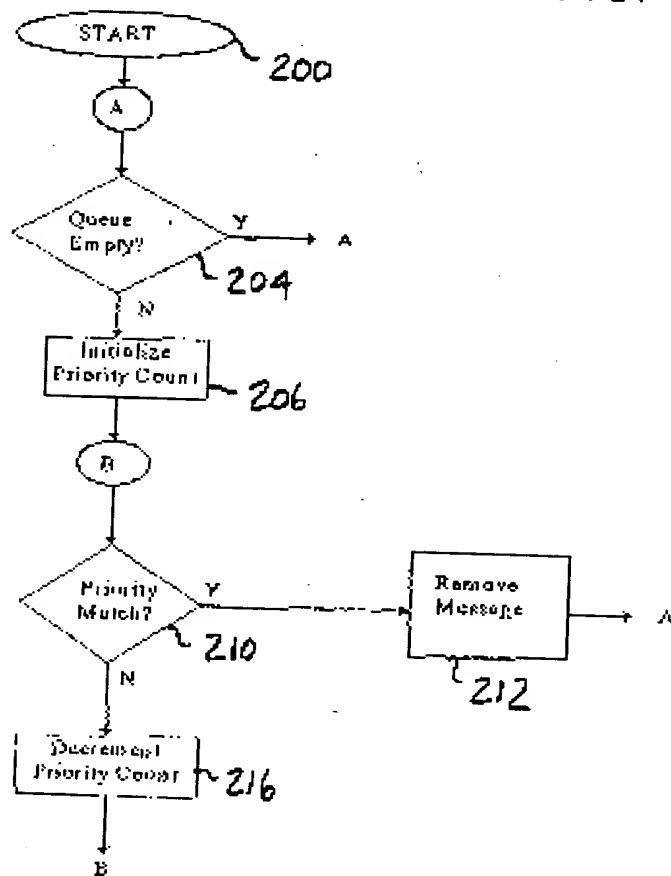 START
200
A
Queue
Empty?
Y
A
204
N
Initialize
Priority Count
206
B
Priority
Match?
Y
210
N
Remove
Message
A
212
Decrement
Priority Count
216
B